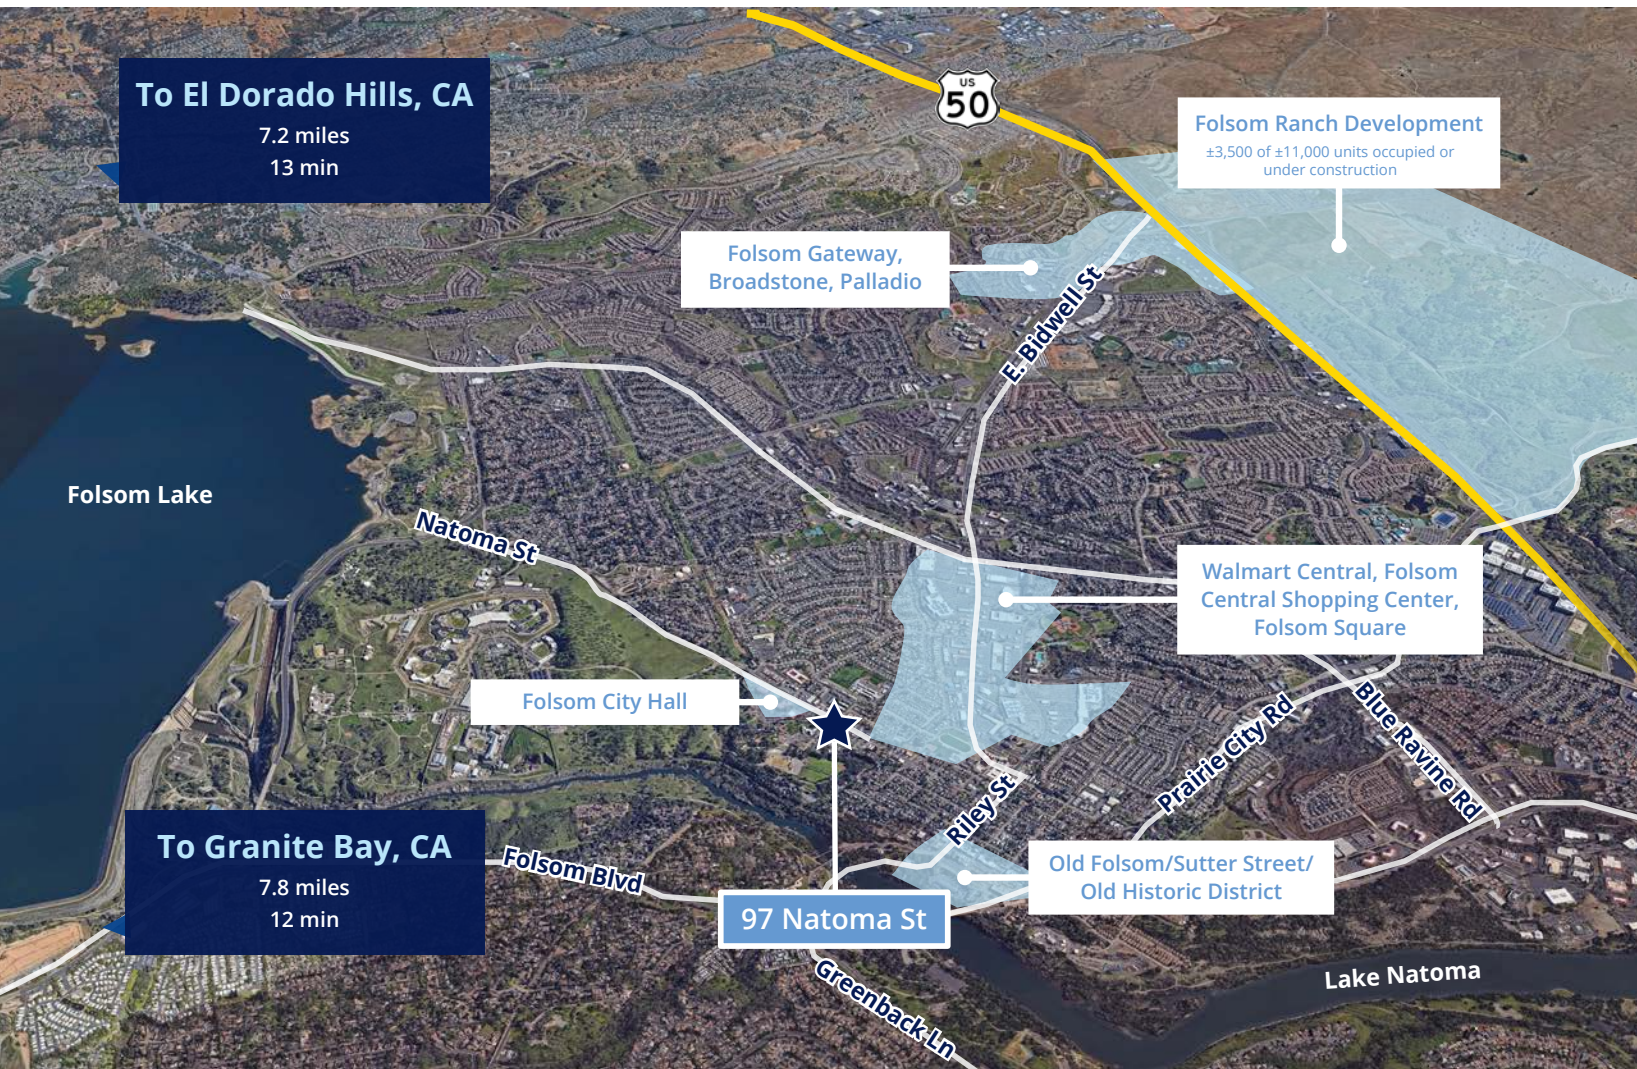 To El Dorado Hills, CA
7.2 miles
13 min
US
50
Folsom Ranch Development
±3,500 of ±11,000 units occupied or
under construction
Folsom Gateway,
Broadstone, Palladio
E. Bidwell St
Folsom Lake
Natoma St
Walmart Central, Folsom
Central Shopping Center,
Folsom Square
Folsom City Hall
Prairie City Rd
Blue Ravine Rd
Riley St
To Granite Bay, CA
7.8 miles
12 min
Folsom Blvd
Old Folsom/Sutter Street/
Old Historic District
97 Natoma St
Lake Natoma
Greenback Ln